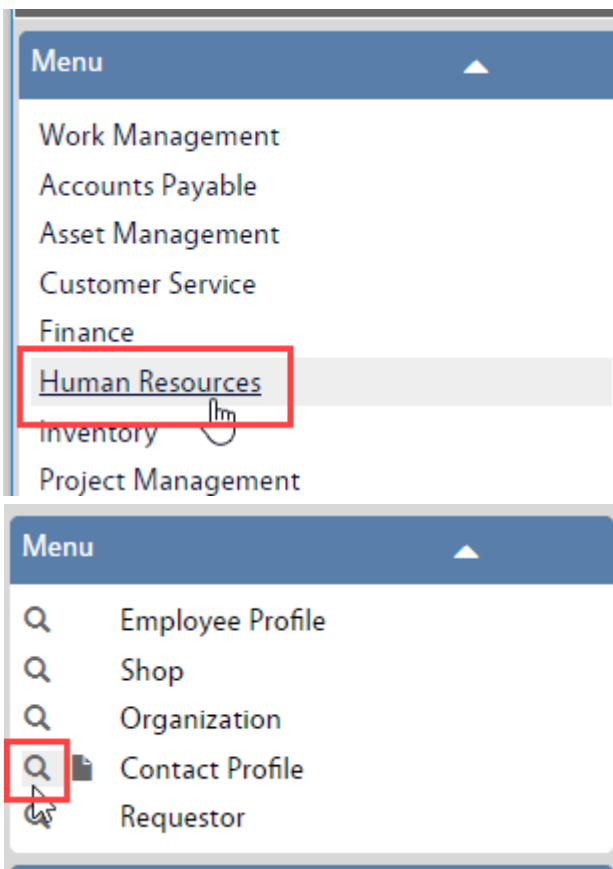 Menu
Work Management
Accounts Payable
Asset Management
Customer Service
Finance
Human Resources
Inventory
Project Management
Menu
Employee Profile
Shop
Organization
Contact Profile
Requestor